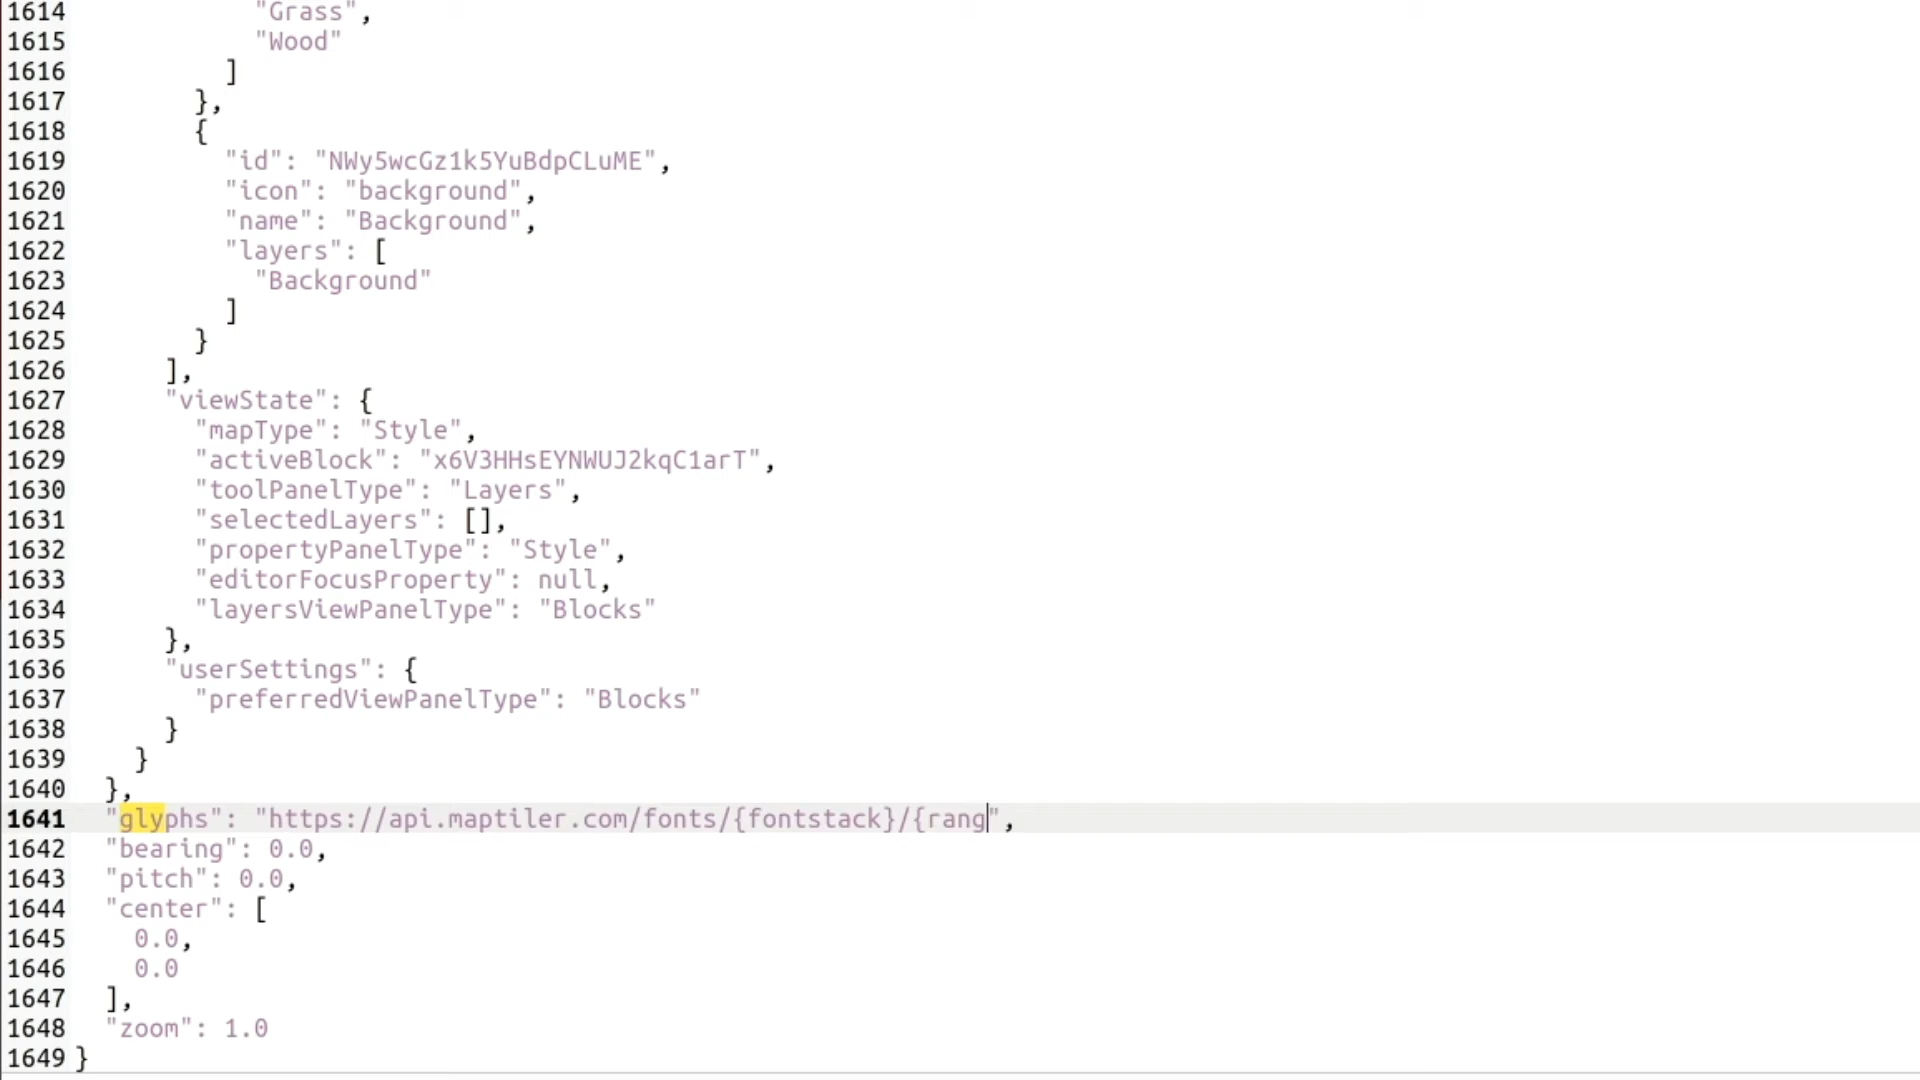 1614 "Grass",
1615 "Wood"
1616 ]
1617 },
1618 {
1619 "id": "NWy5wcGz1k5YuBdpCLuME",
1620 "icon": "background",
1621 "name": "Background",
1622 "layers": [
1623 "Background"
1624 ]
1625 }
1626 ],
1627 "viewState": {
1628 "mapType": "Style",
1629 "activeBlock": "x6V3HHsEYNWUJ2kqC1arT",
1630 "toolPanelType": "Layers",
1631 "selectedLayers": [],
1632 "propertyPanelType": "Style",
1633 "editorFocusProperty": null,
1634 "layersViewPanelType": "Blocks"
1635 },
1636 "userSettings": {
1637 "preferredViewPanelType": "Blocks"
1638 }
1639 }
1640 },
1641 "glyphs": "https://api.maptiler.com/fonts/{fontstack}/{rang",
1642 "bearing": 0.0,
1643 "pitch": 0.0,
1644 "center": [
1645 0.0,
1646 0.0
1647 ],
1648 "zoom": 1.0
1649 }